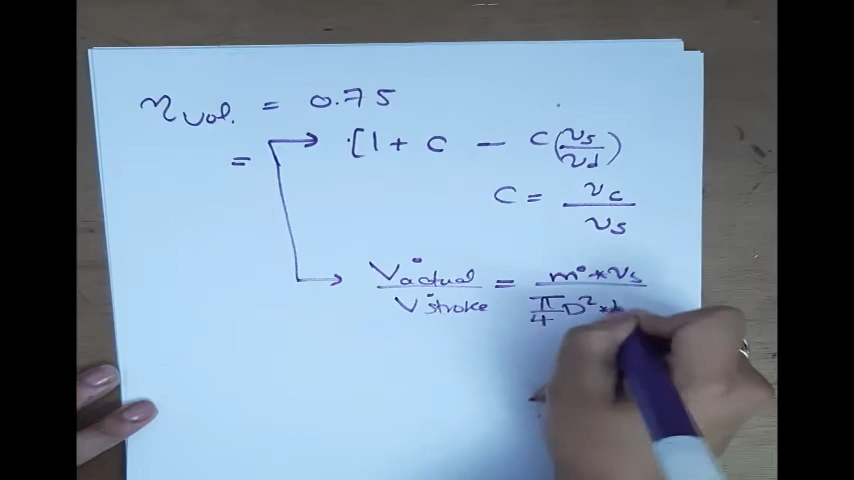 η vol. = 0.75
= → [1 + C − C(vs/vd)
C = vc/vs
→ V̇actual/V̇stroke = m° * vs / π/4 D² *